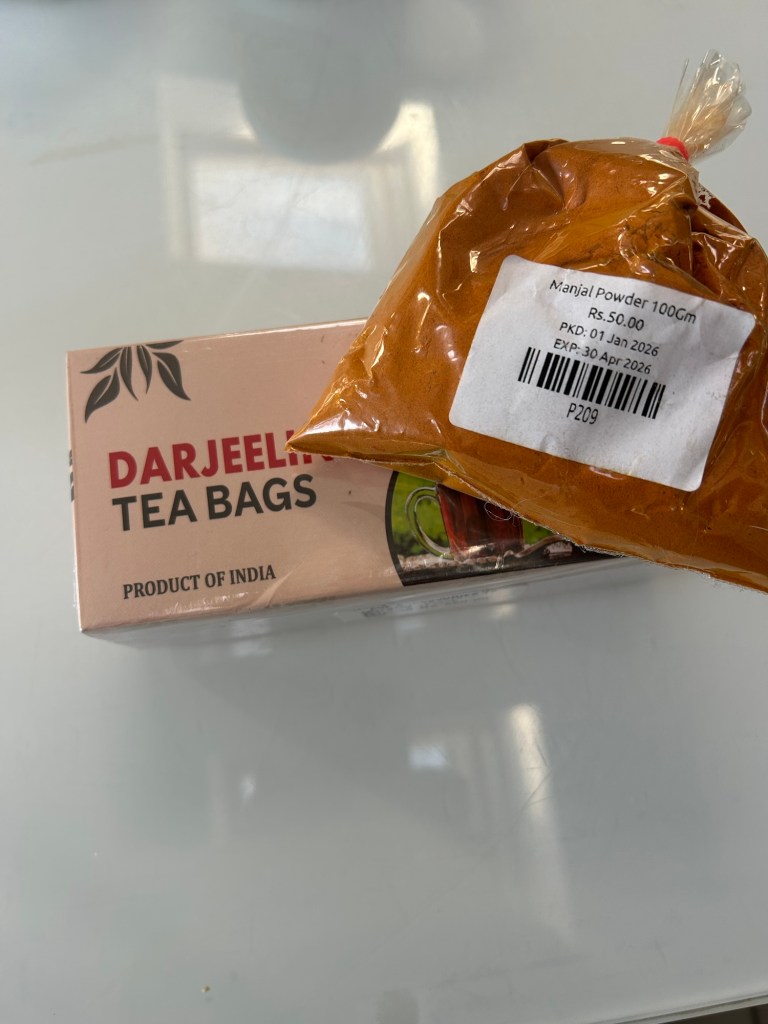 DARJEELIN
TEA BAGS
PRODUCT OF INDIA
Manjal Powder 100Gm
Rs.50.00
PKD: 01 Jan 2026
EXP: 30 Apr 2026
P209